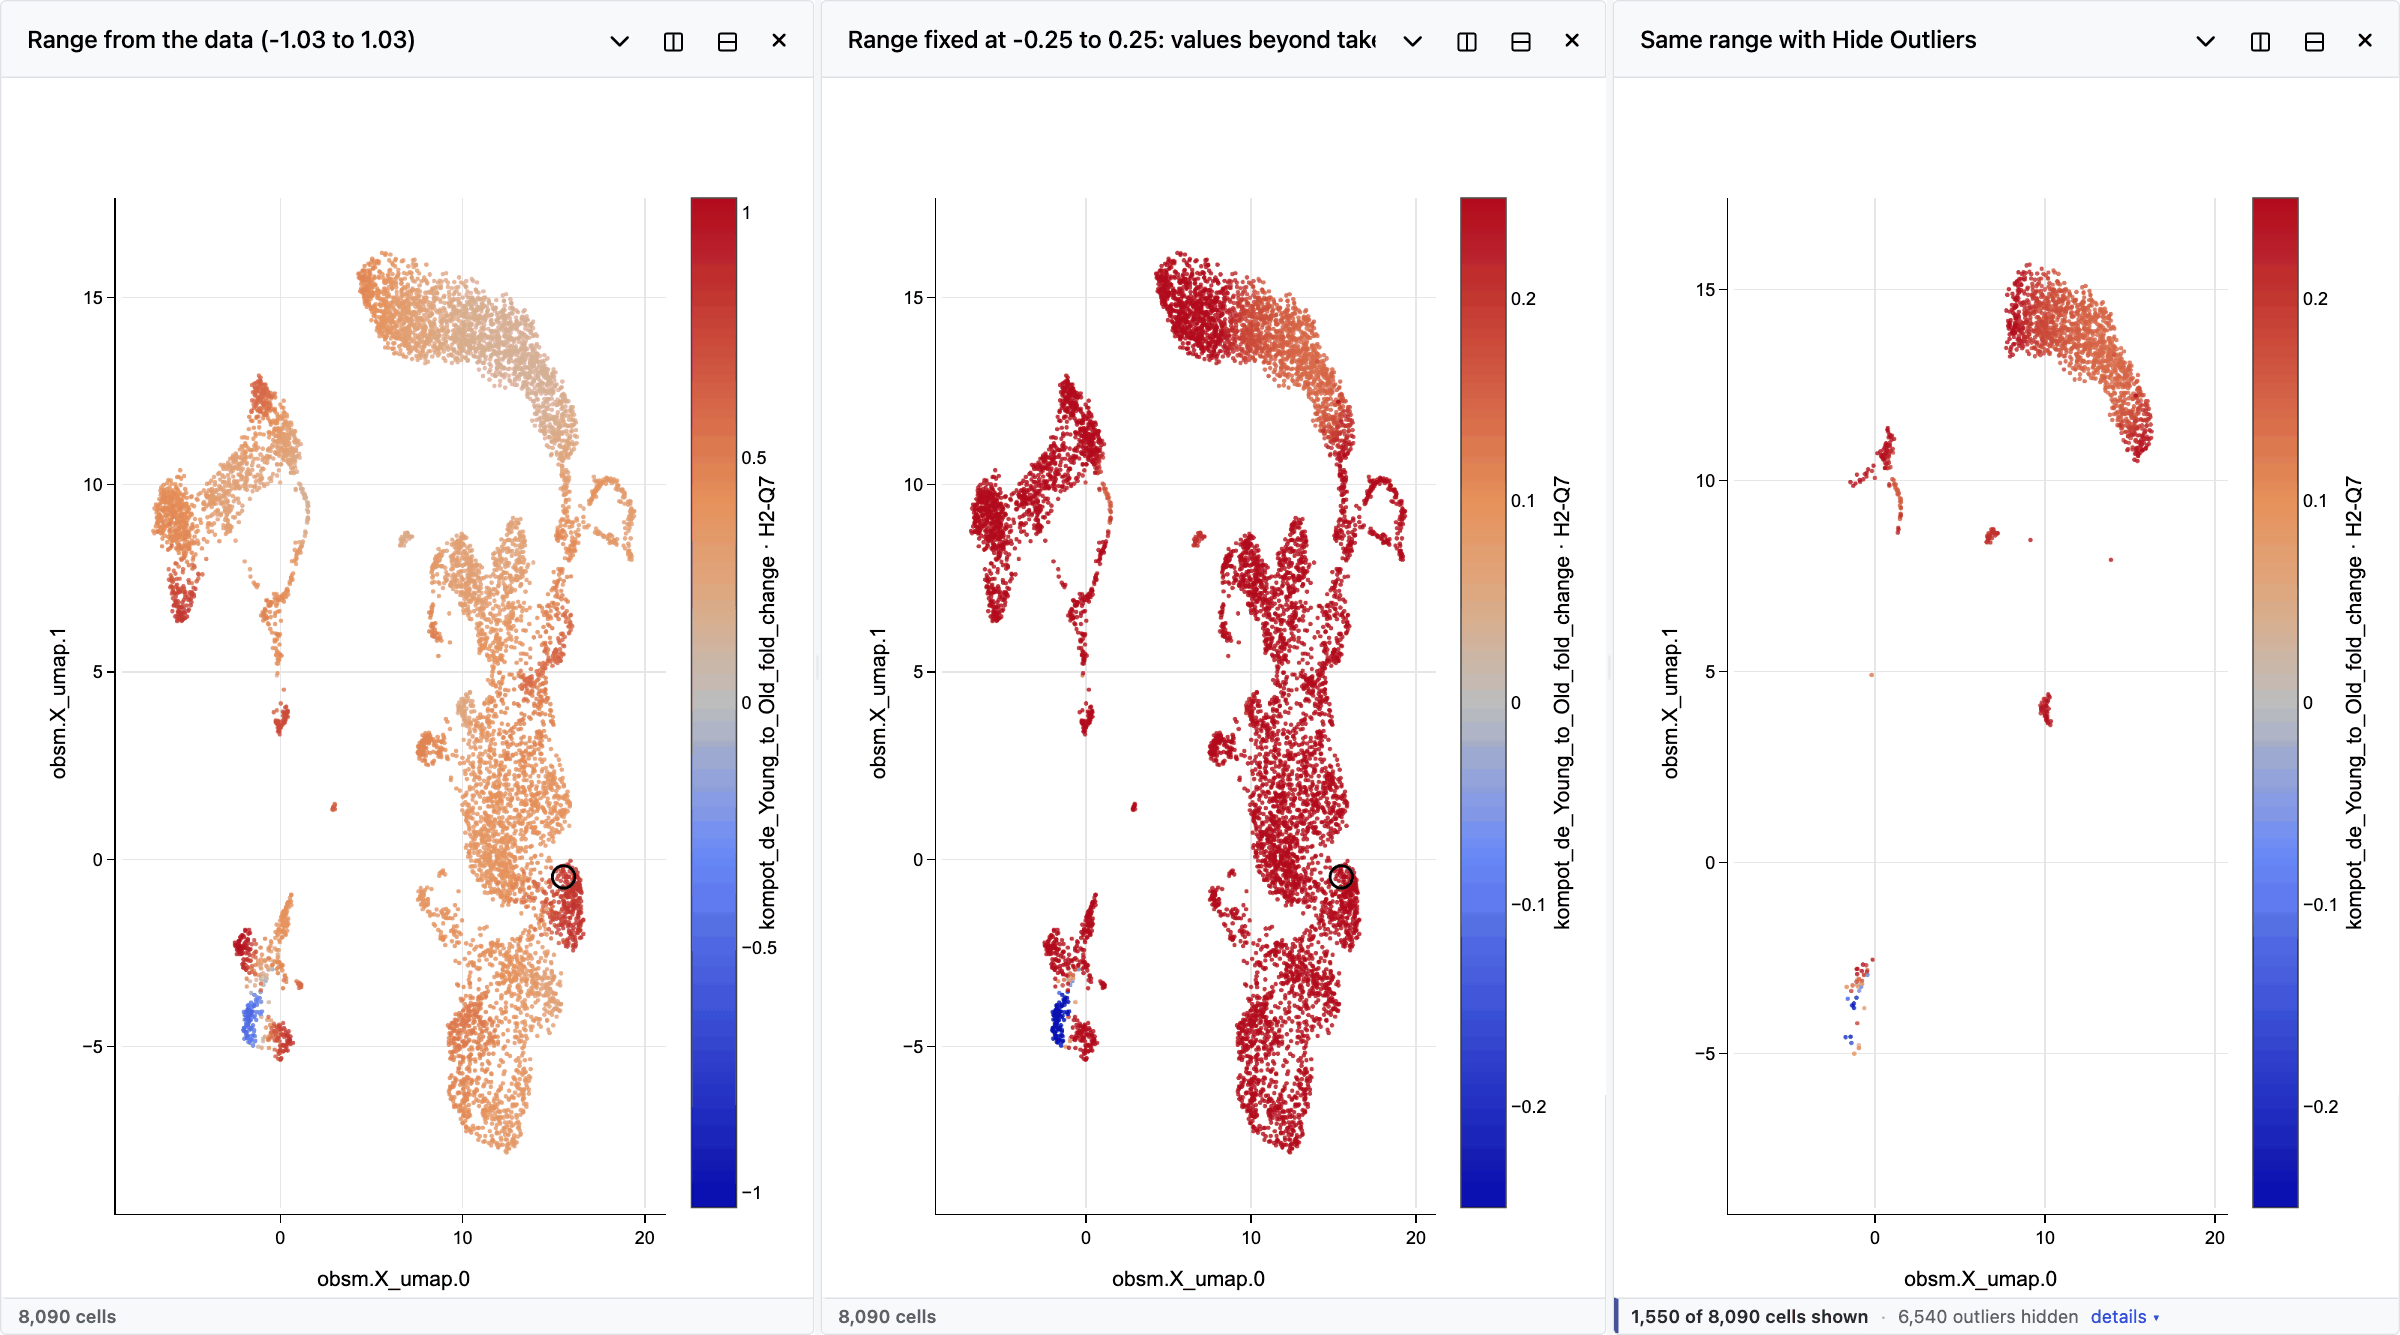 Range from the data (-1.03 to 1.03)
15
10
5
0
−5
0
10
20
obsm.X_umap.0
obsm.X_umap.1
1
0.5
0
−0.5
−1
kompot_de_Young_to_Old_fold_change · H2-Q7
8,090 cells
Range fixed at -0.25 to 0.25: values beyond take
15
10
5
0
−5
0
10
20
obsm.X_umap.0
obsm.X_umap.1
0.2
0.1
0
−0.1
−0.2
kompot_de_Young_to_Old_fold_change · H2-Q7
8,090 cells
Same range with Hide Outliers
15
10
5
0
−5
0
10
20
obsm.X_umap.0
obsm.X_umap.1
0.2
0.1
0
−0.1
−0.2
kompot_de_Young_to_Old_fold_change · H2-Q7
1,550 of 8,090 cells shown · 6,540 outliers hidden details ▾